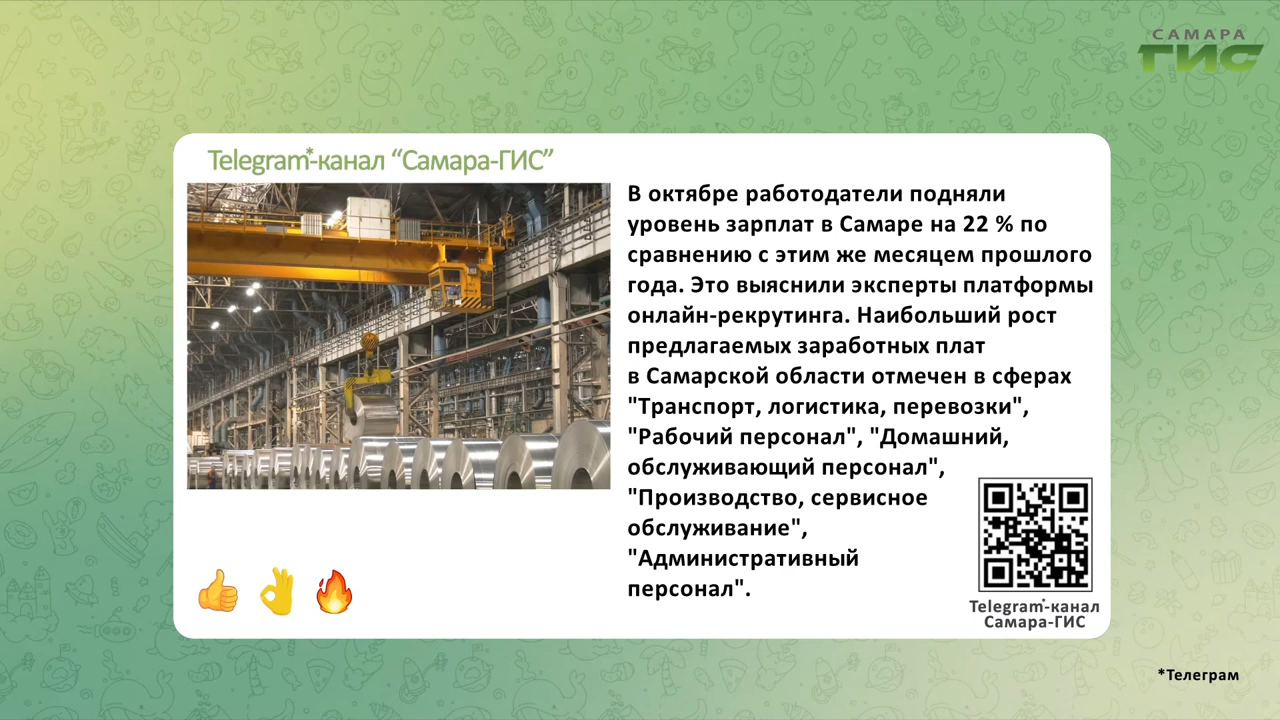 САМАРА
ГИС
Telegram*-канал “Самара-ГИС”
В октябре работодатели подняли
уровень зарплат в Самаре на 22 % по
сравнению с этим же месяцем прошлого
года. Это выяснили эксперты платформы
онлайн-рекрутинга. Наибольший рост
предлагаемых заработных плат
в Самарской области отмечен в сферах
"Транспорт, логистика, перевозки",
"Рабочий персонал", "Домашний,
обслуживающий персонал",
"Производство, сервисное
обслуживание",
"Административный
персонал".
Telegram*-канал
Самара-ГИС
*Телеграм